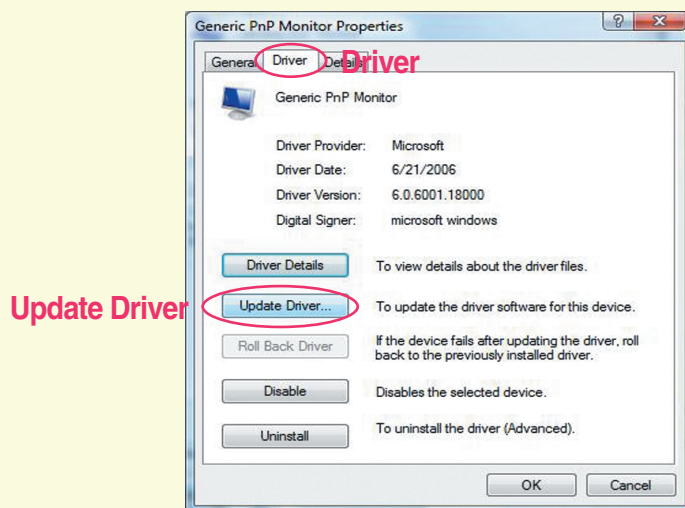 Generic PnP Monitor Properties
General Driver Details
Driver
Generic PnP Monitor
Driver Provider: Microsoft
Driver Date: 6/21/2006
Driver Version: 6.0.6001.18000
Digital Signer: microsoft windows
Driver Details To view details about the driver files.
Update Driver
Update Driver... To update the driver software for this device.
Roll Back Driver If the device fails after updating the driver, roll
back to the previously installed driver.
Disable Disables the selected device.
Uninstall To uninstall the driver (Advanced).
OK Cancel